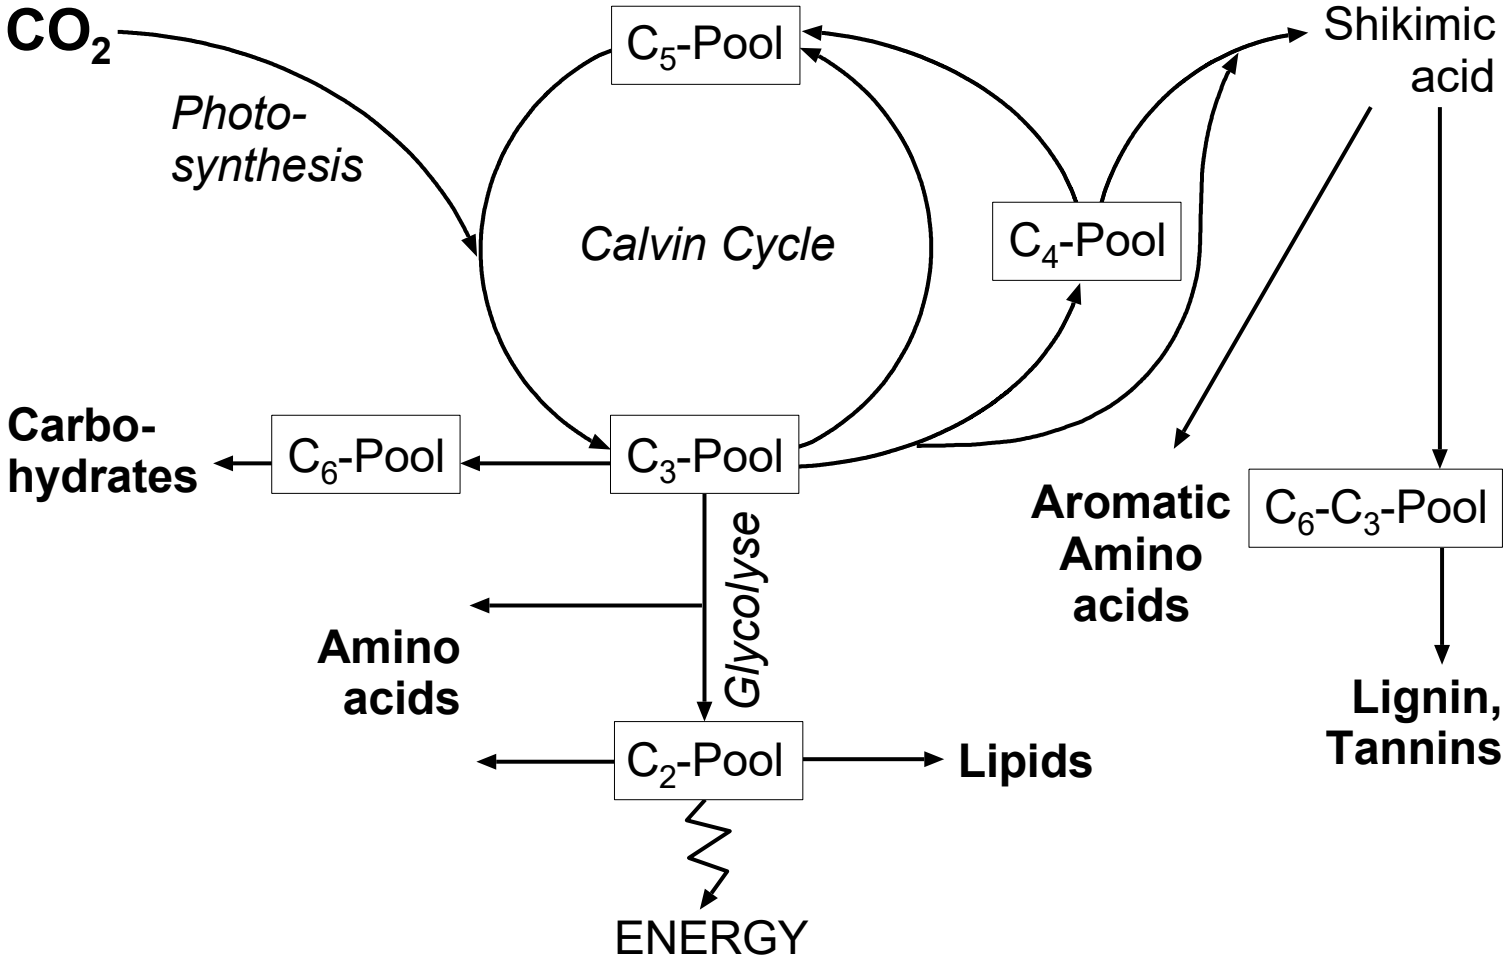 CO₂
C₅-Pool
Shikimic
acid
Photo-
synthesis
Calvin Cycle
C₄-Pool
Carbo-
hydrates
C₆-Pool
C₃-Pool
Aromatic
Amino
acids
C₆-C₃-Pool
Glycolyse
Amino
acids
Lignin,
Tannins
C₂-Pool
Lipids
ENERGY